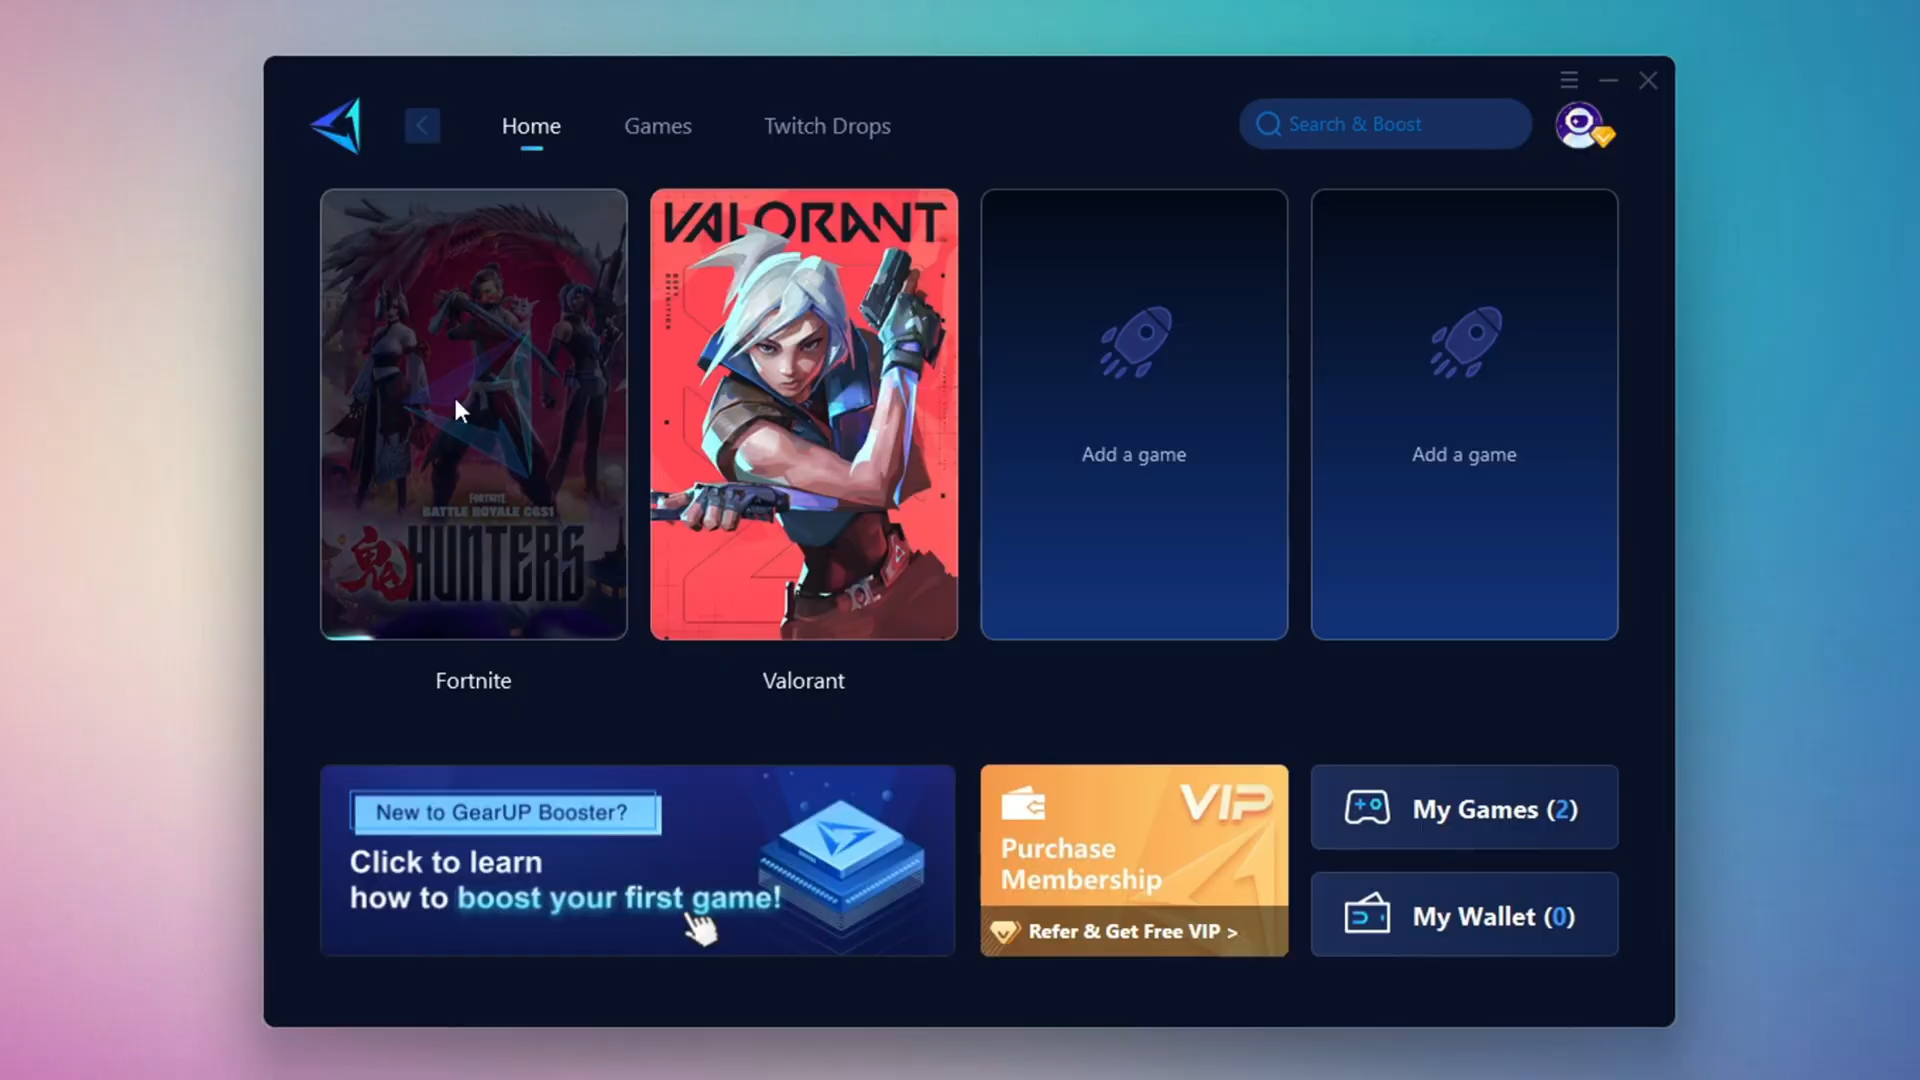 Home
Games
Twitch Drops
Search & Boost
FORTNITE
BATTLE ROYALE C6S1
鬼 HUNTERS
VALORANT
Add a game
Add a game
Fortnite
Valorant
New to GearUP Booster?
Click to learn
how to boost your first game!
VIP
Purchase
Membership
Refer & Get Free VIP >
My Games (2)
My Wallet (0)